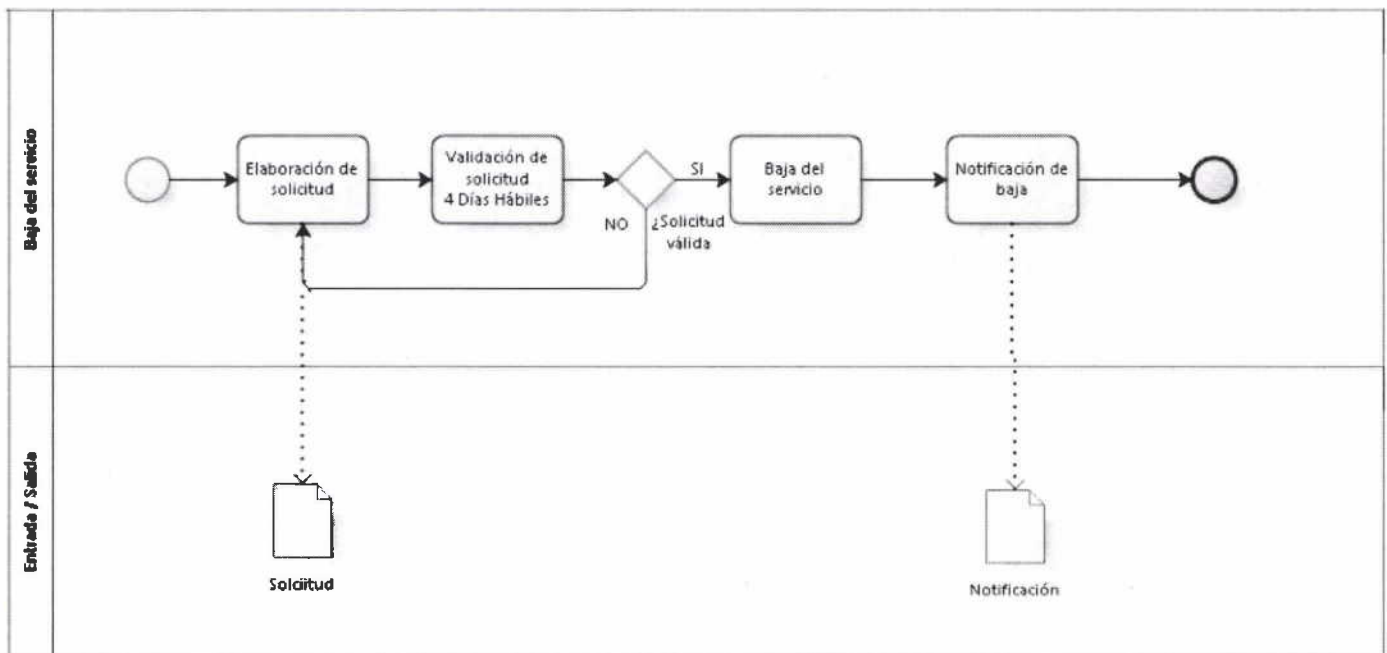 Baja del servicio
Elaboración de
solicitud
Validación de
solicitud
4 Días Hábiles
SI
NO
¿Solicitud
válida
Baja del
servicio
Notificación de
baja
Entrada / Salida
Solciitud
Notificación